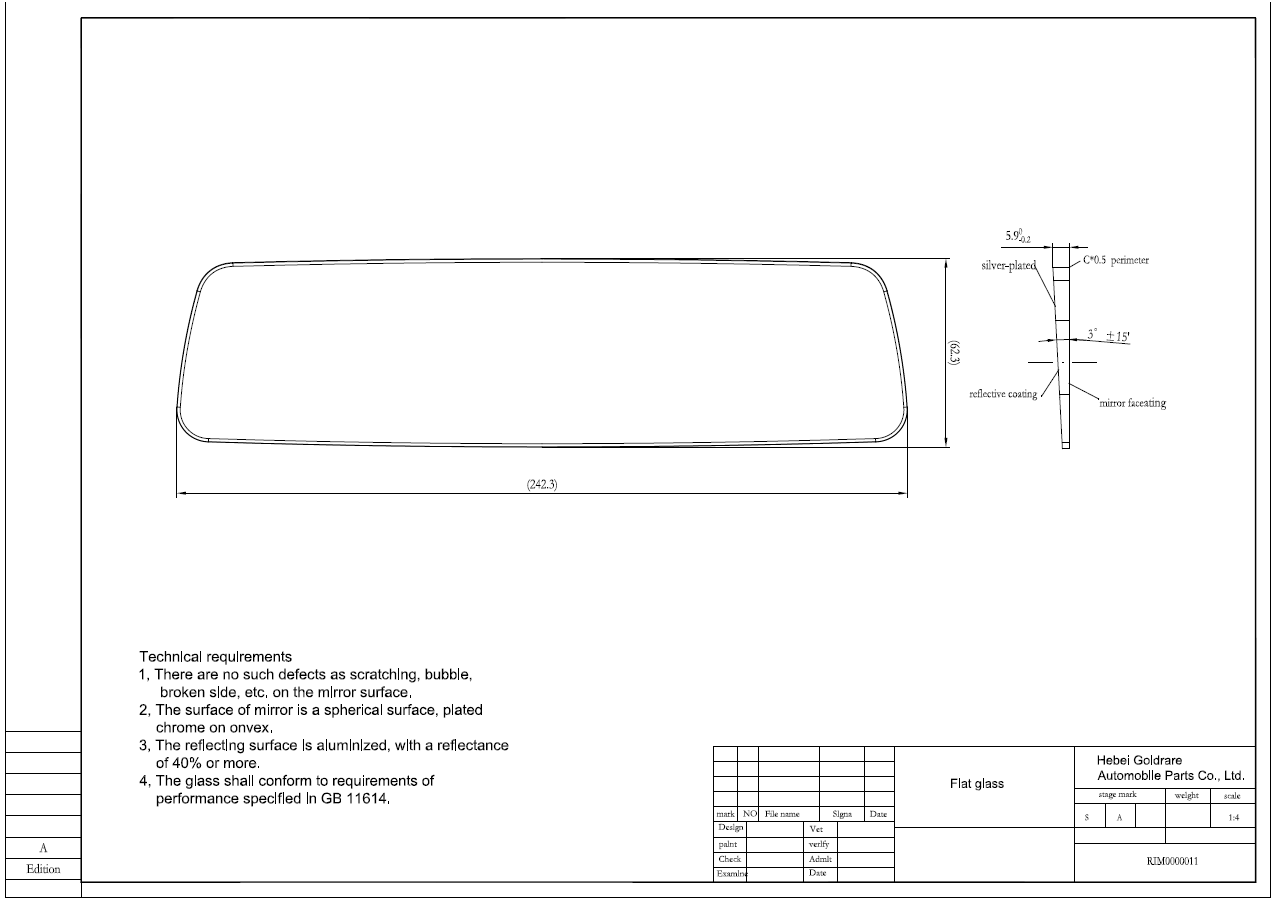 5.9 0 -0.2
silver-plated
C*0.5 perimeter
3° ±15'
(62.3)
reflective coating
mirror faceating
(242.3)
Technical requirements
1, There are no such defects as scratching, bubble,
broken side, etc. on the mirror surface.
2, The surface of mirror is a spherical surface, plated
chrome on onvex.
3, The reflecting surface is aluminized, with a reflectance
of 40% or more.
4, The glass shall conform to requirements of
performance specified in GB 11614.
A
Edition
mark NO File name Signa Date
Design Vet
paint verify
Check Admit
Examine Date
Flat glass
Hebei Goldrare
Automobile Parts Co., Ltd.
stage mark weight scale
S A 1:4
RIM0000011